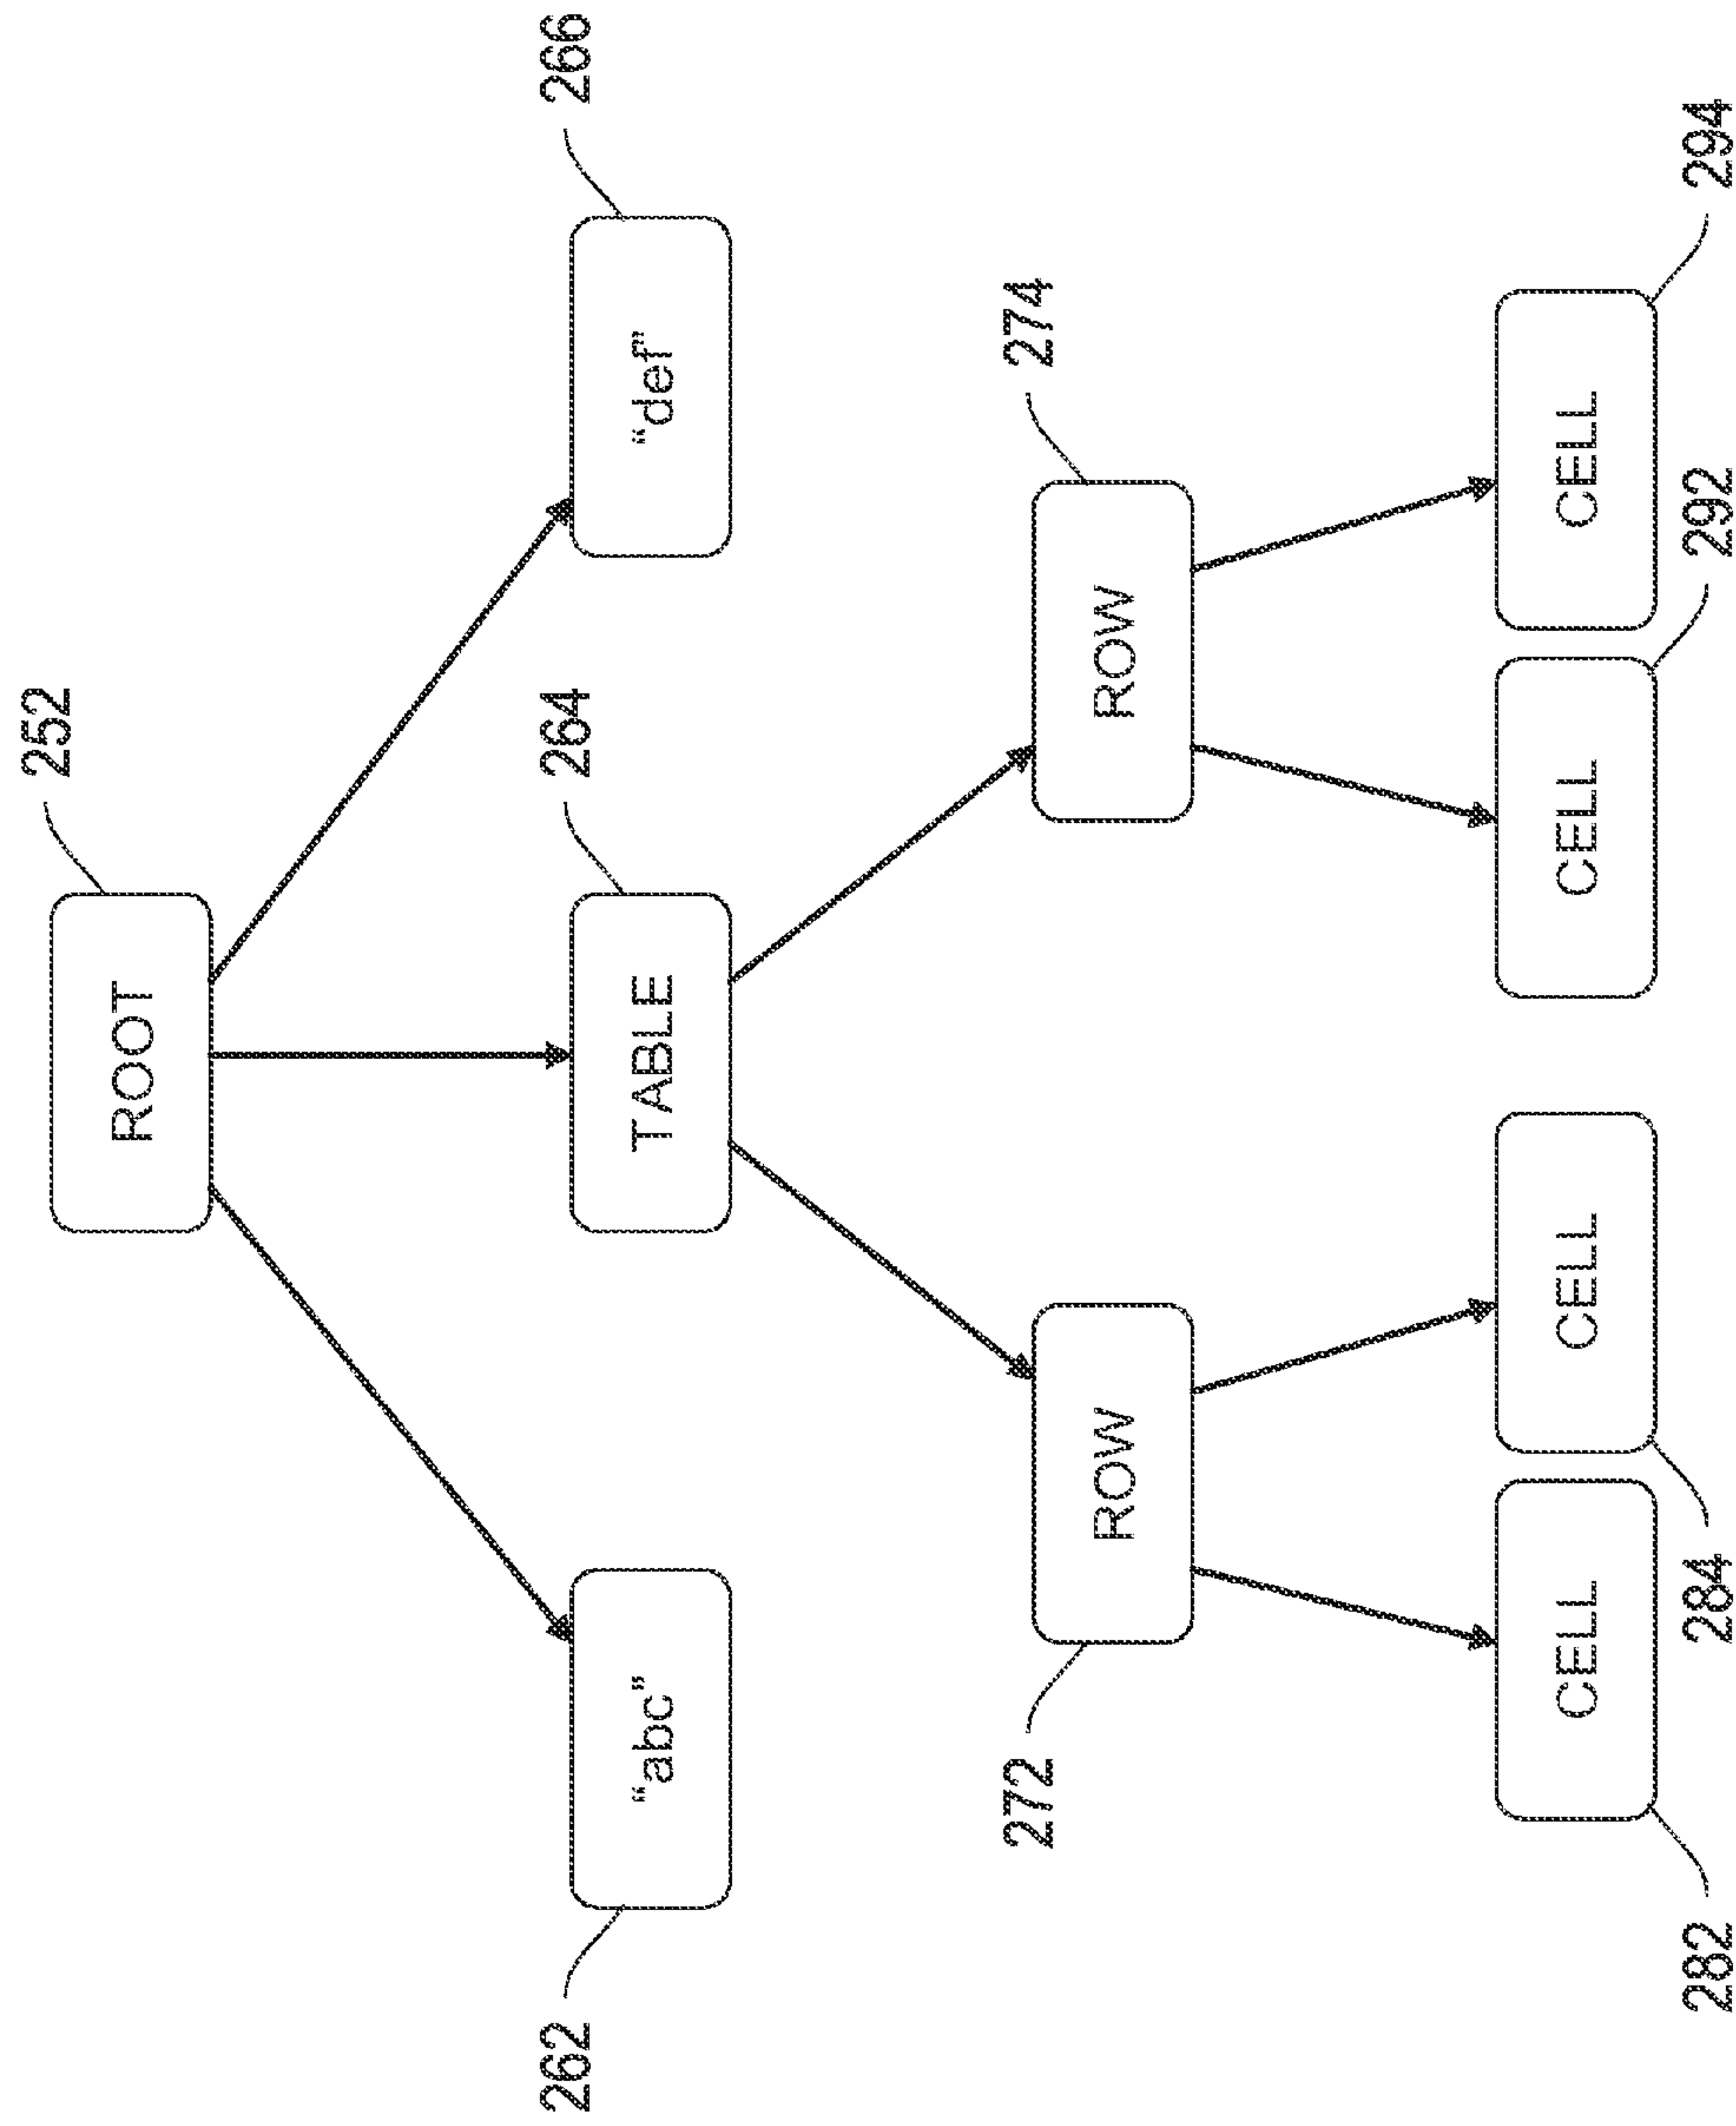 252
ROOT
262
264
266
“abc”
TABLE
“def”
272
274
ROW
ROW
CELL
CELL
CELL
CELL
282
284
292
294